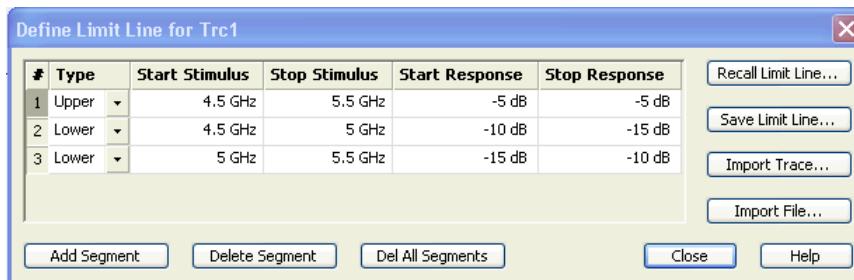 Define Limit Line for Trc1
# Type Start Stimulus Stop Stimulus Start Response Stop Response
1 Upper 4.5 GHz 5.5 GHz -5 dB -5 dB
2 Lower 4.5 GHz 5 GHz -10 dB -15 dB
3 Lower 5 GHz 5.5 GHz -15 dB -10 dB
Recall Limit Line...
Save Limit Line...
Import Trace...
Import File...
Add Segment Delete Segment Del All Segments Close Help